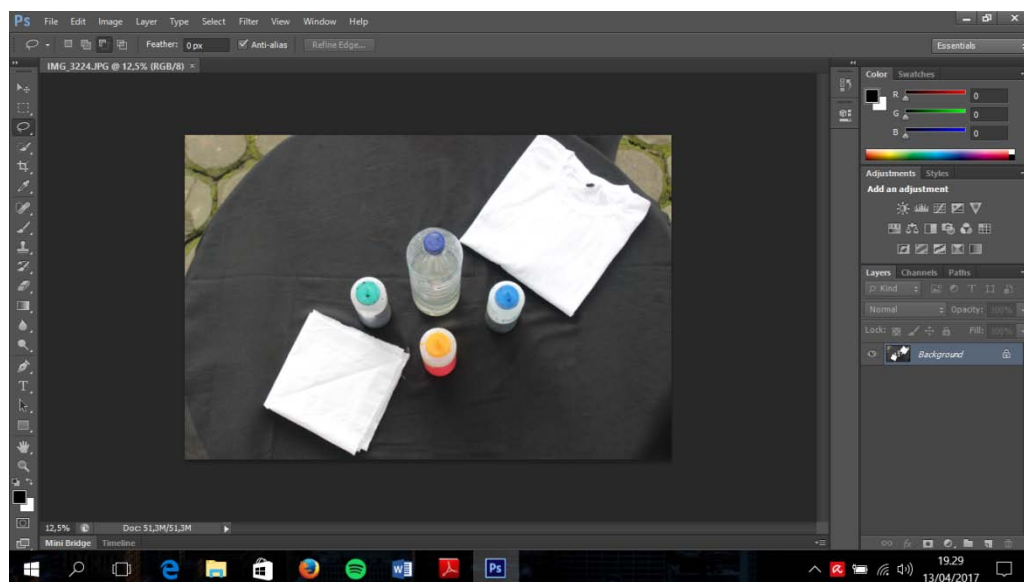 Ps File Edit Image Layer Type Select Filter View Window Help
Feather: 0 px Anti-alias Refine Edge... Essentials
IMG_3224.JPG @ 12,5% (RGB/8) ×
Color Swatches
R 0
G 0
B 0
Adjustments Styles
Add an adjustment
Layers Channels Paths
Kind
Normal Opacity: 100%
Lock: Fill: 100%
Background
12,5% Doc: 51,3M/51,3M
Mini Bridge Timeline
19.29
13/04/2017